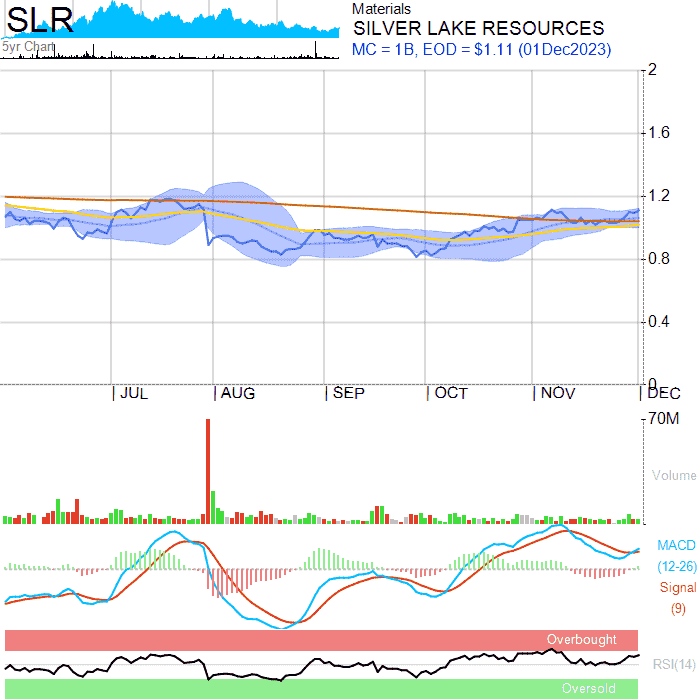 SLR
5yr Chart
Materials
SILVER LAKE RESOURCES
MC = 1B, EOD = $1.11 (01Dec2023)
2
1.6
1.2
0.8
0.4
0
JUL AUG SEP OCT NOV DEC
70M
Volume
MACD
(12-26)
Signal
(9)
Overbought
RSI(14)
Oversold